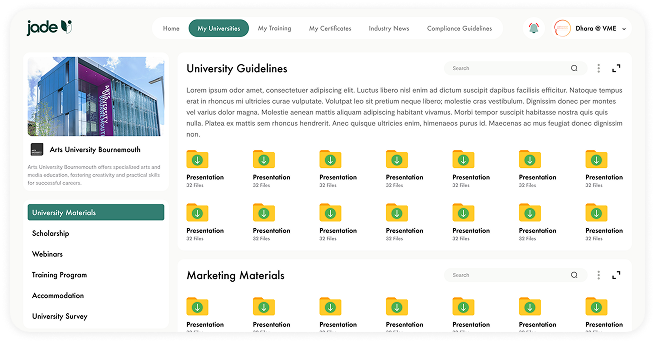 jade
Home
My Universities
My Training
My Certificates
Industry News
Compliance Guidelines
Dhara @ VME
Arts University Bournemouth
Arts University Bournemouth offers specialized arts and
media education, fostering creativity and practical skills
for successful careers.
University Materials
Scholarship
Webinars
Training Program
Accommodation
University Survey
University Guidelines
Search
Lorem ipsum odor amet, consectetuer adipiscing elit. Luctus libero nisl enim ad dictum suscipit dapibus facilisis efficitur. Natoque tempus
erat in rhoncus mi ultricies curae vulputate. Volutpat leo sit pretium neque libero; molestie cras vestibulum. Dignissim donec per montes
vel varius dolor magna. Molestie aenean mattis aliquam adipiscing habitant vivamus. Morbi tempor suscipit habitasse nostra quis quis
nulla. Platea ex mattis sem rhoncus hendrerit. Anec quisque ultricies enim, himenaeos purus id. Maecenas ac mus feugiat donec dignissim
non.
Presentation Presentation Presentation Presentation Presentation Presentation Presentation
32 Files 32 Files 32 Files 32 Files 32 Files 32 Files 32 Files
Presentation Presentation Presentation Presentation Presentation Presentation Presentation
32 Files 32 Files 32 Files 32 Files 32 Files 32 Files 32 Files
Marketing Materials
Search
Presentation Presentation Presentation Presentation Presentation Presentation Presentation